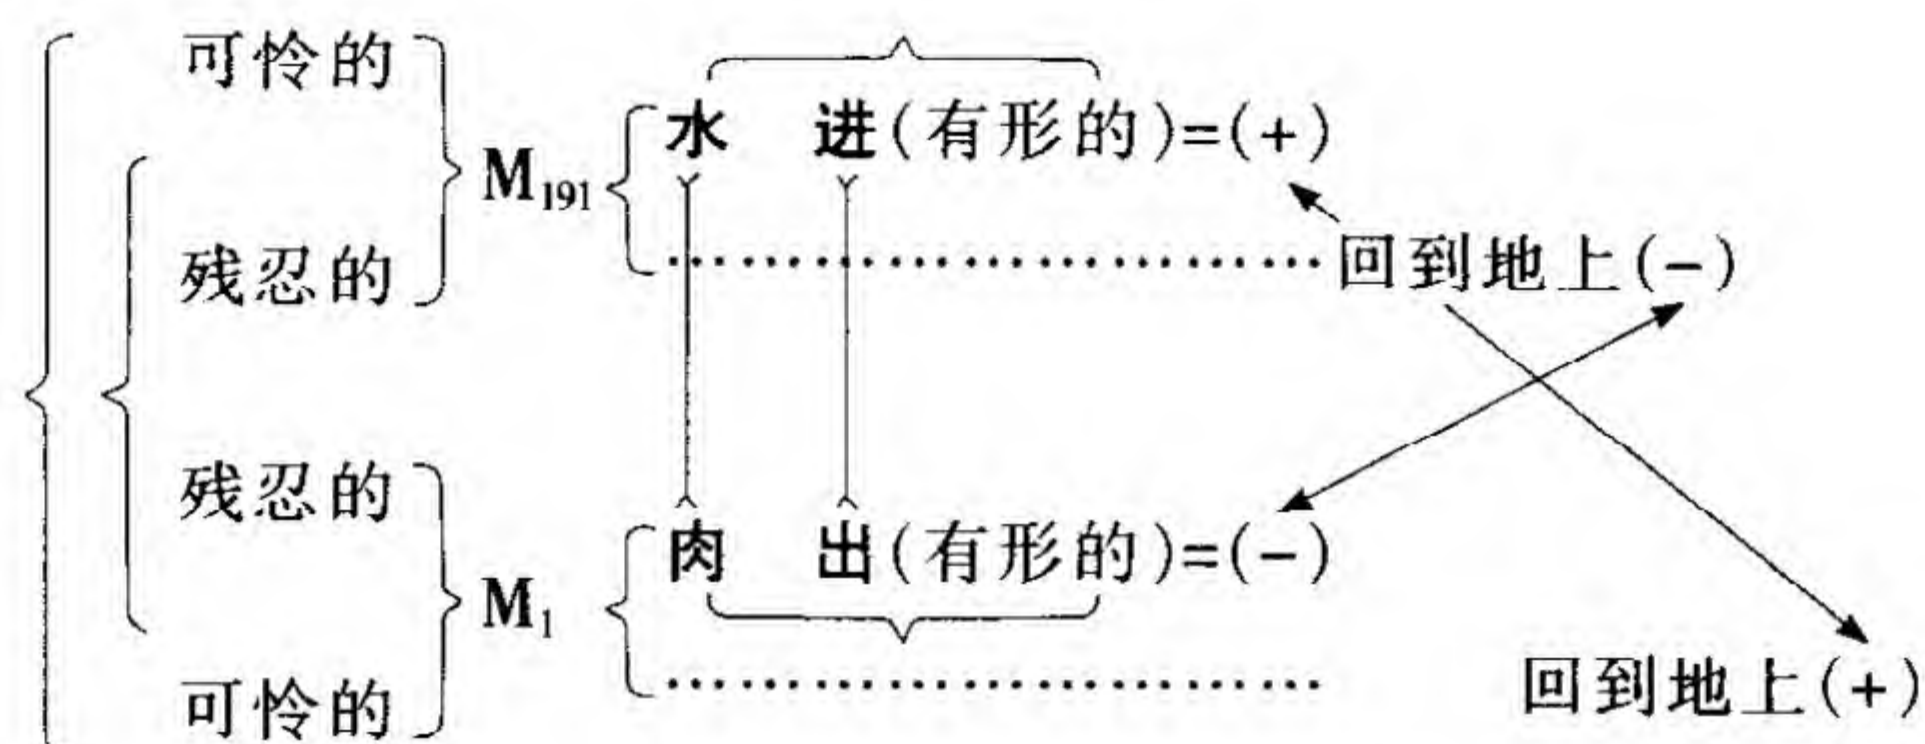 可怜的
水 进(有形的)=(+)
M₁₉₁
残忍的
回到地上(-)
残忍的
肉 出(有形的)=(-)
M₁
可怜的
回到地上(+)